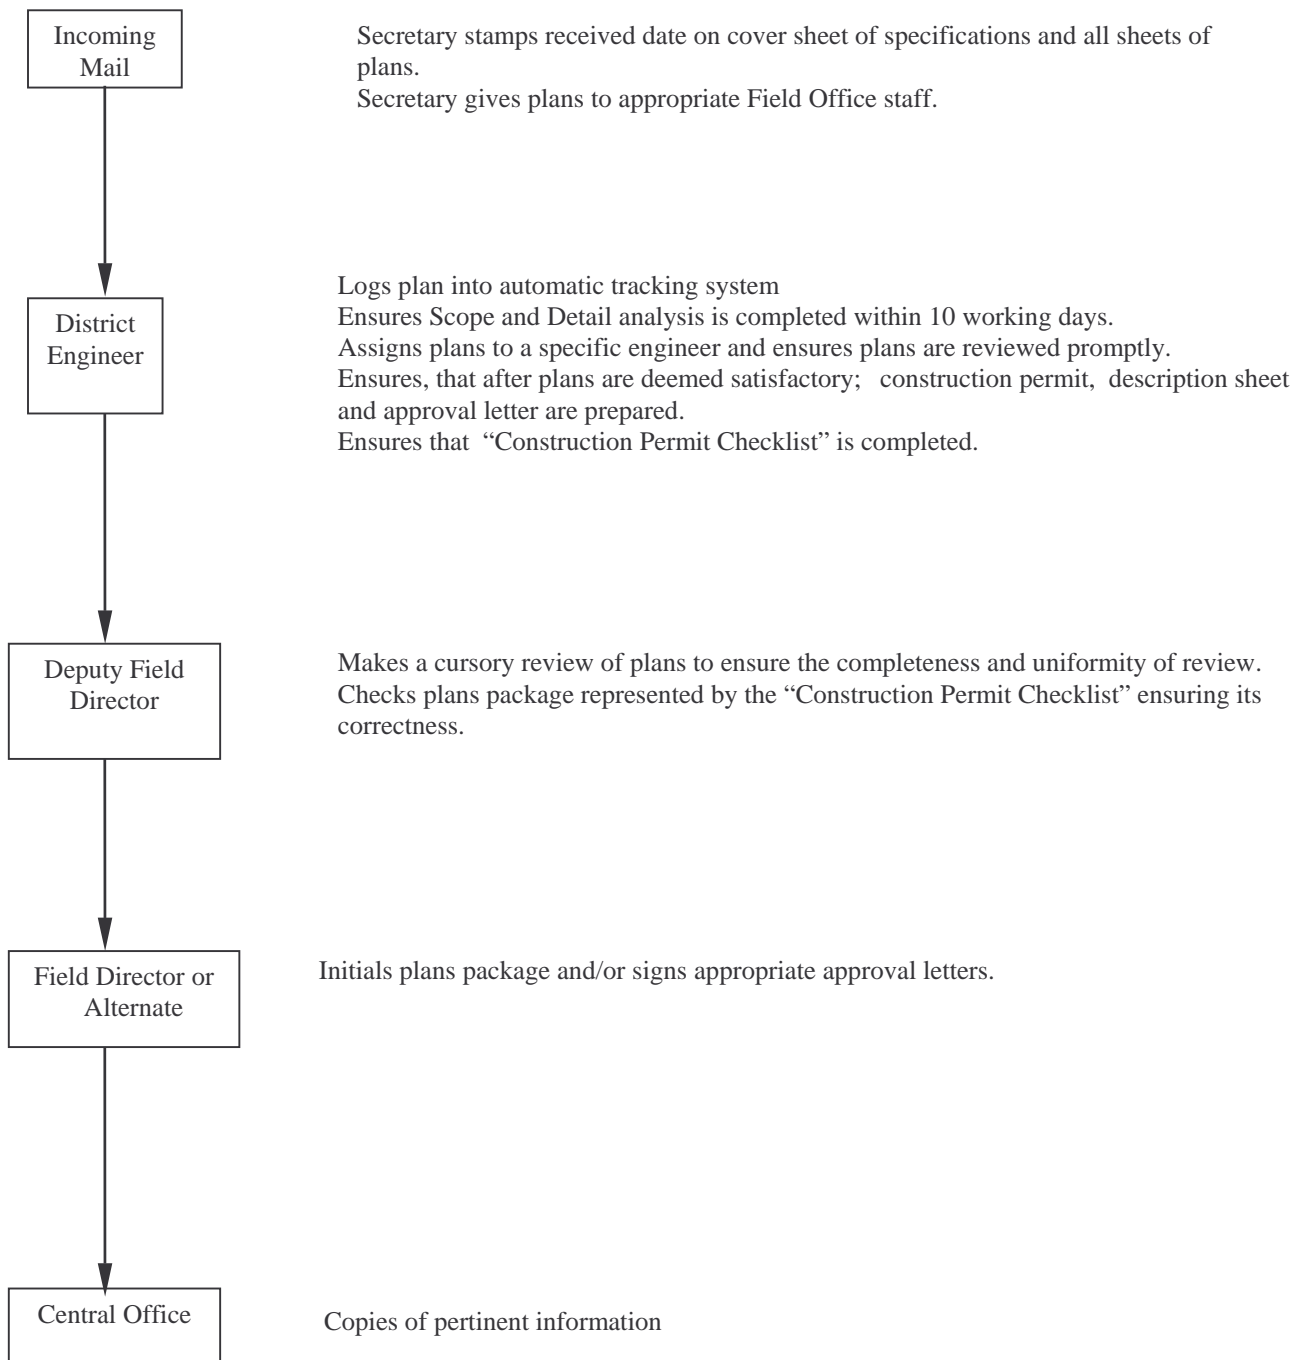 Incoming
Mail
Secretary stamps received date on cover sheet of specifications and all sheets of
plans.
Secretary gives plans to appropriate Field Office staff.
District
Engineer
Logs plan into automatic tracking system
Ensures Scope and Detail analysis is completed within 10 working days.
Assigns plans to a specific engineer and ensures plans are reviewed promptly.
Ensures, that after plans are deemed satisfactory; construction permit, description sheet
and approval letter are prepared.
Ensures that “Construction Permit Checklist” is completed.
Deputy Field
Director
Makes a cursory review of plans to ensure the completeness and uniformity of review.
Checks plans package represented by the “Construction Permit Checklist” ensuring its
correctness.
Field Director or
Alternate
Initials plans package and/or signs appropriate approval letters.
Central Office
Copies of pertinent information